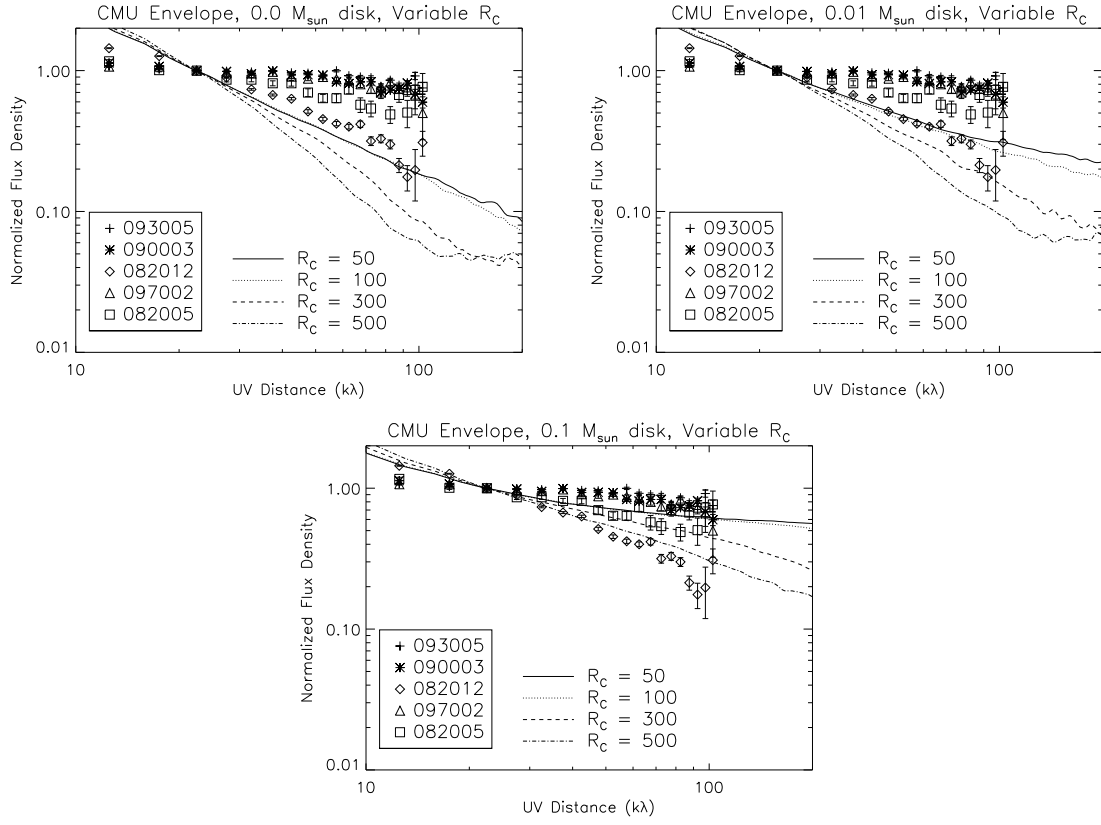 CMU Envelope, 0.0 M_sun disk, Variable R_C
Normalized Flux Density
1.00
0.10
0.01
093005
090003
082012
097002
082005
R_C = 50
R_C = 100
R_C = 300
R_C = 500
10
100
UV Distance (kλ)
CMU Envelope, 0.01 M_sun disk, Variable R_C
Normalized Flux Density
1.00
0.10
0.01
093005
090003
082012
097002
082005
R_C = 50
R_C = 100
R_C = 300
R_C = 500
10
100
UV Distance (kλ)
CMU Envelope, 0.1 M_sun disk, Variable R_C
Normalized Flux Density
1.00
0.10
0.01
093005
090003
082012
097002
082005
R_C = 50
R_C = 100
R_C = 300
R_C = 500
10
100
UV Distance (kλ)